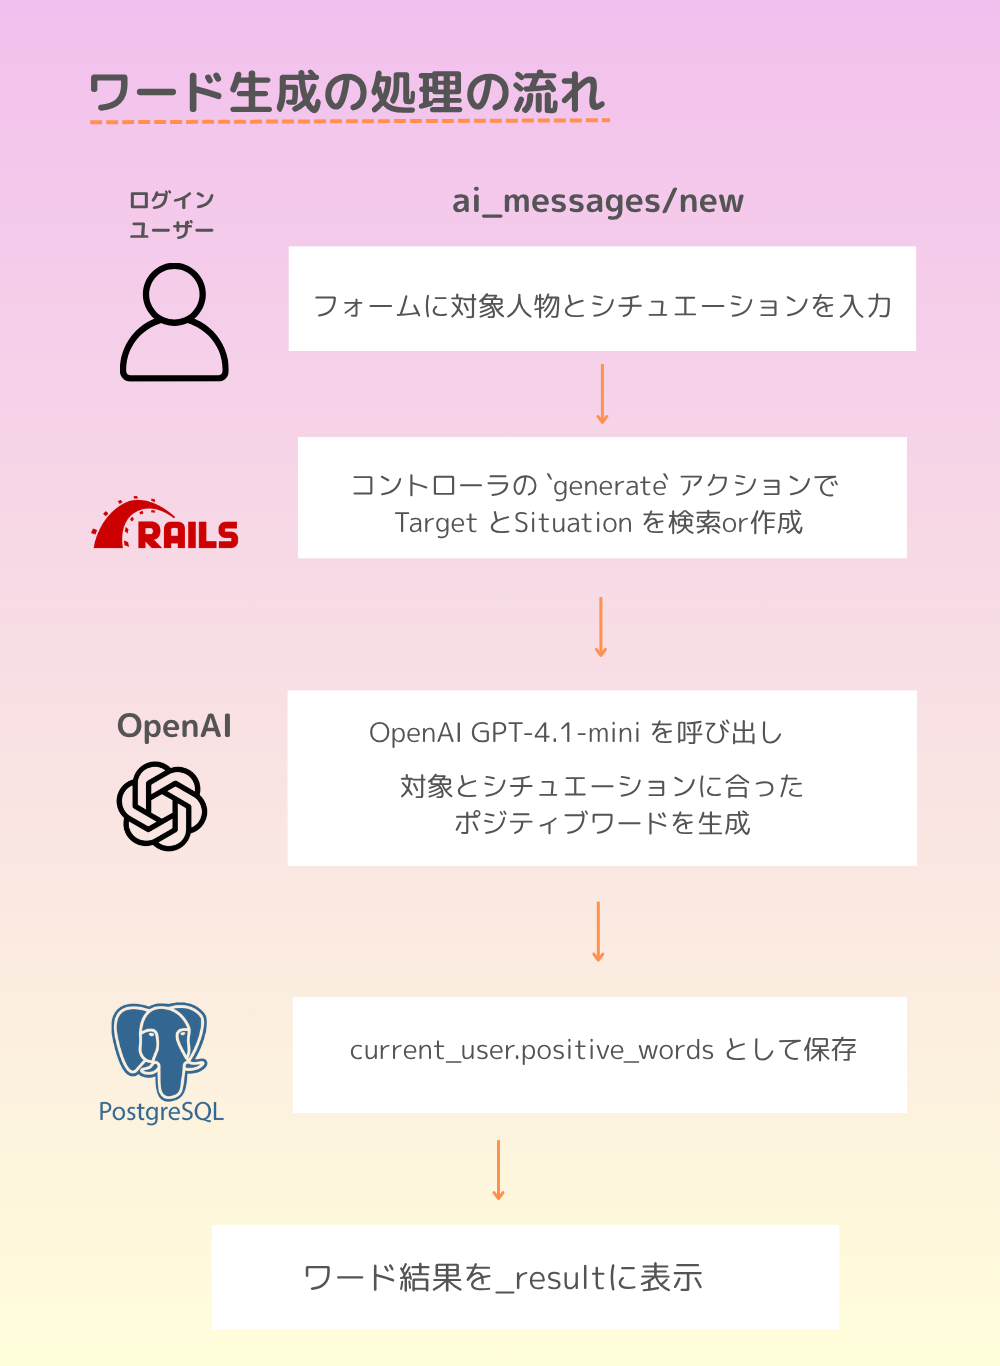 ワード生成の処理の流れ
ログイン
ユーザー
ai_messages/new
フォームに対象人物とシチュエーションを入力
RAILS
コントローラの `generate` アクションで
Target とSituation を検索or作成
OpenAI
OpenAI GPT-4.1-mini を呼び出し
対象とシチュエーションに合った
ポジティブワードを生成
PostgreSQL
current_user.positive_words として保存
ワード結果を_resultに表示